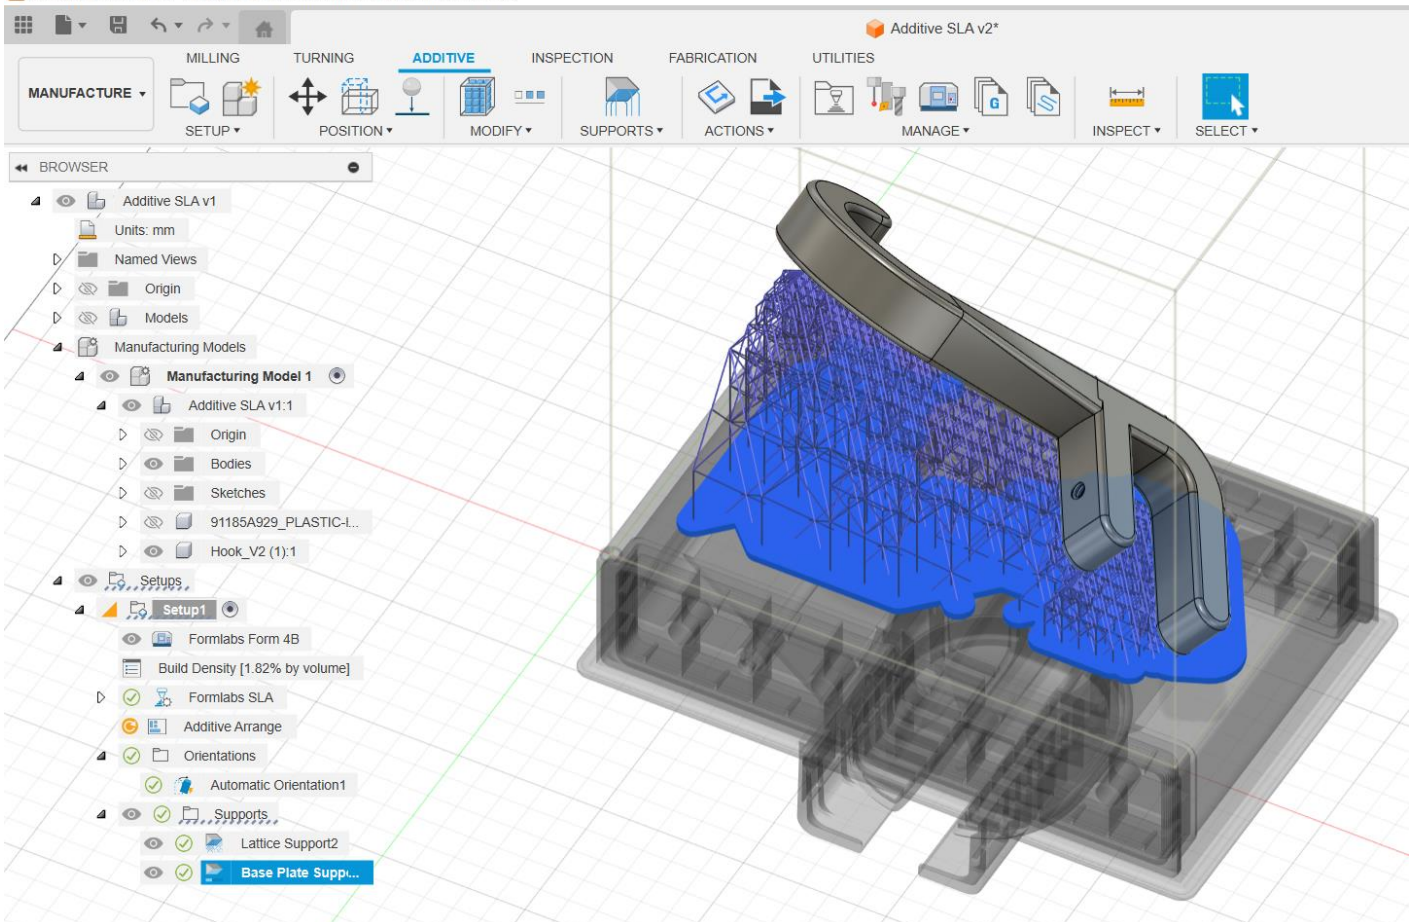 Additive SLA v2*
MILLING TURNING ADDITIVE INSPECTION FABRICATION UTILITIES
MANUFACTURE
SETUP POSITION MODIFY SUPPORTS ACTIONS MANAGE INSPECT SELECT
G
BROWSER
Additive SLA v1
Units: mm
Named Views
Origin
Models
Manufacturing Models
Manufacturing Model 1
Additive SLA v1:1
Origin
Bodies
Sketches
91185A929_PLASTIC-I...
Hook_V2 (1):1
Setups
Setup1
Formlabs Form 4B
Build Density [1.82% by volume]
Formlabs SLA
Additive Arrange
Orientations
Automatic Orientation1
Supports
Lattice Support2
Base Plate Supp...